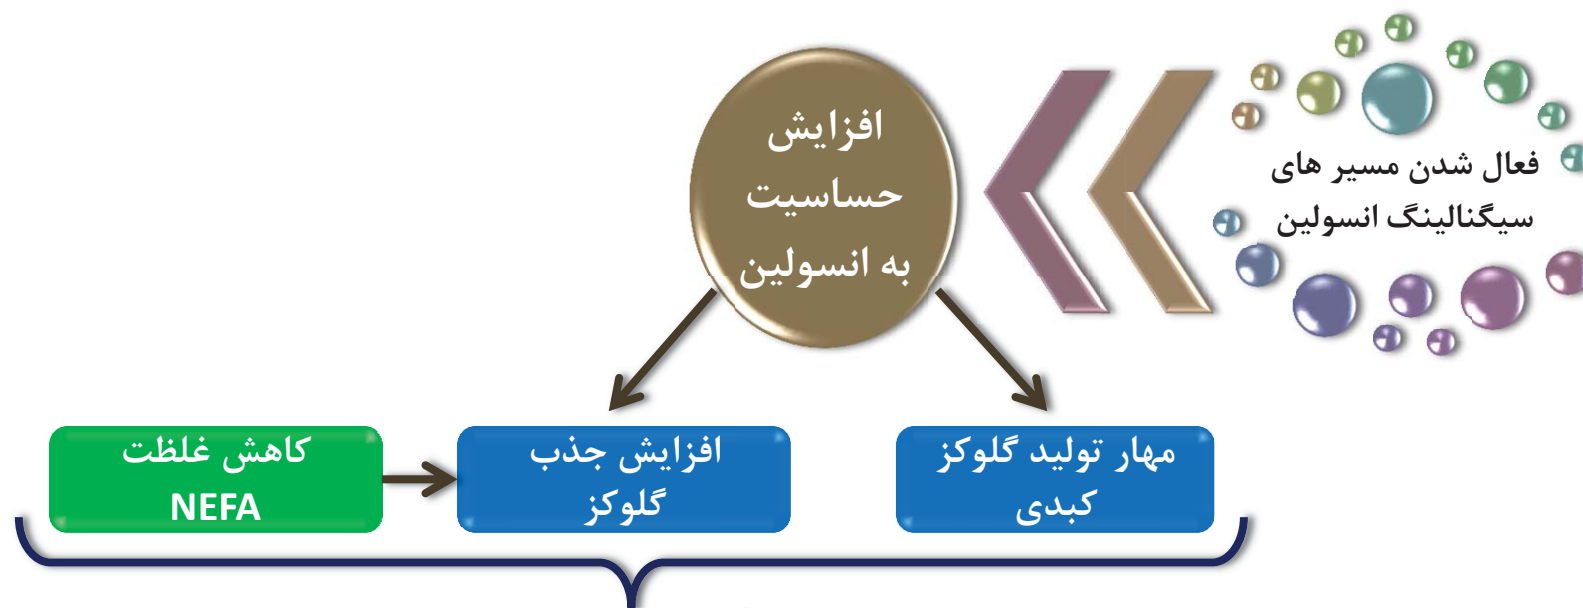 فعال شدن مسیر های
سیگنالینگ انسولین
افزایش
حساسیت
به انسولین
مهار تولید گلوکز
کبدی
افزایش جذب
گلوکز
کاهش غلظت
NEFA